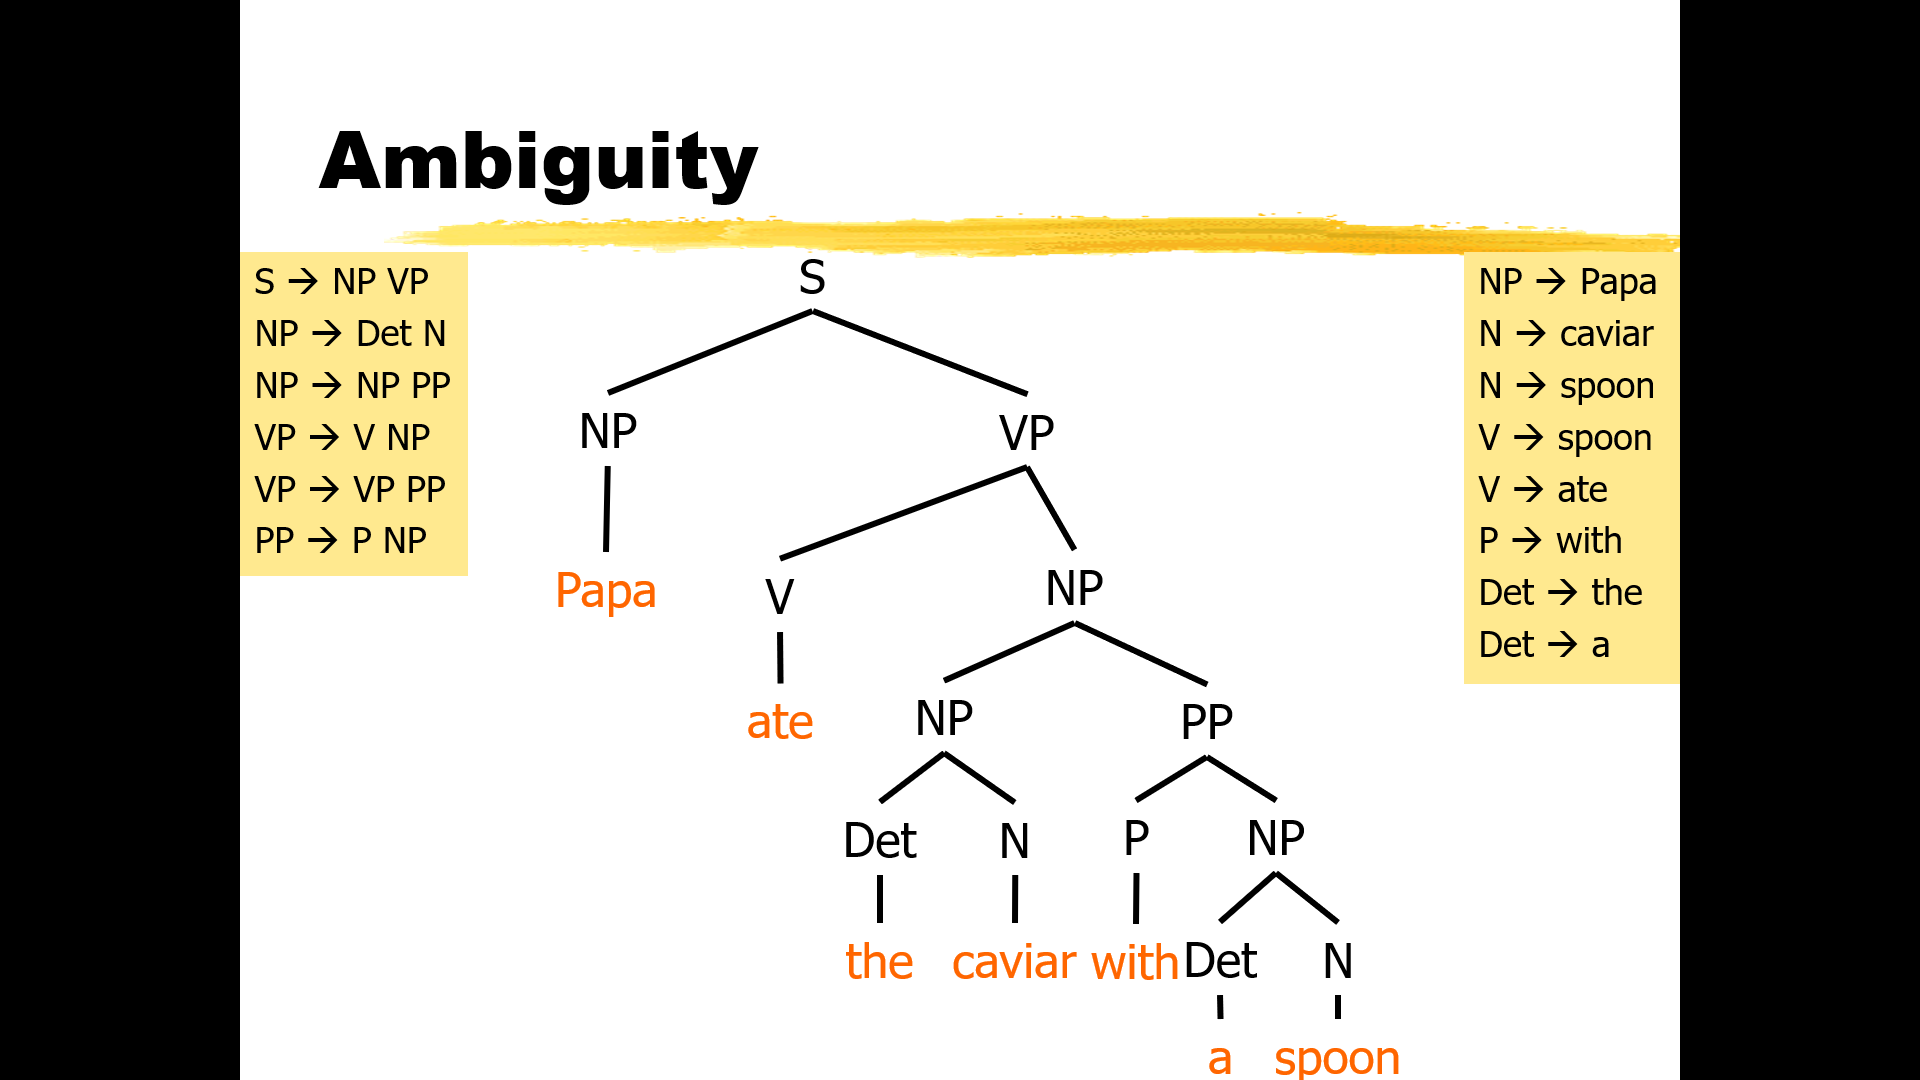 Ambiguity
S → NP VP
NP → Det N
NP → NP PP
VP → V NP
VP → VP PP
PP → P NP
S
NP VP
Papa V NP
ate NP PP
Det N P NP
the caviar with Det N
a spoon
NP → Papa
N → caviar
N → spoon
V → spoon
V → ate
P → with
Det → the
Det → a